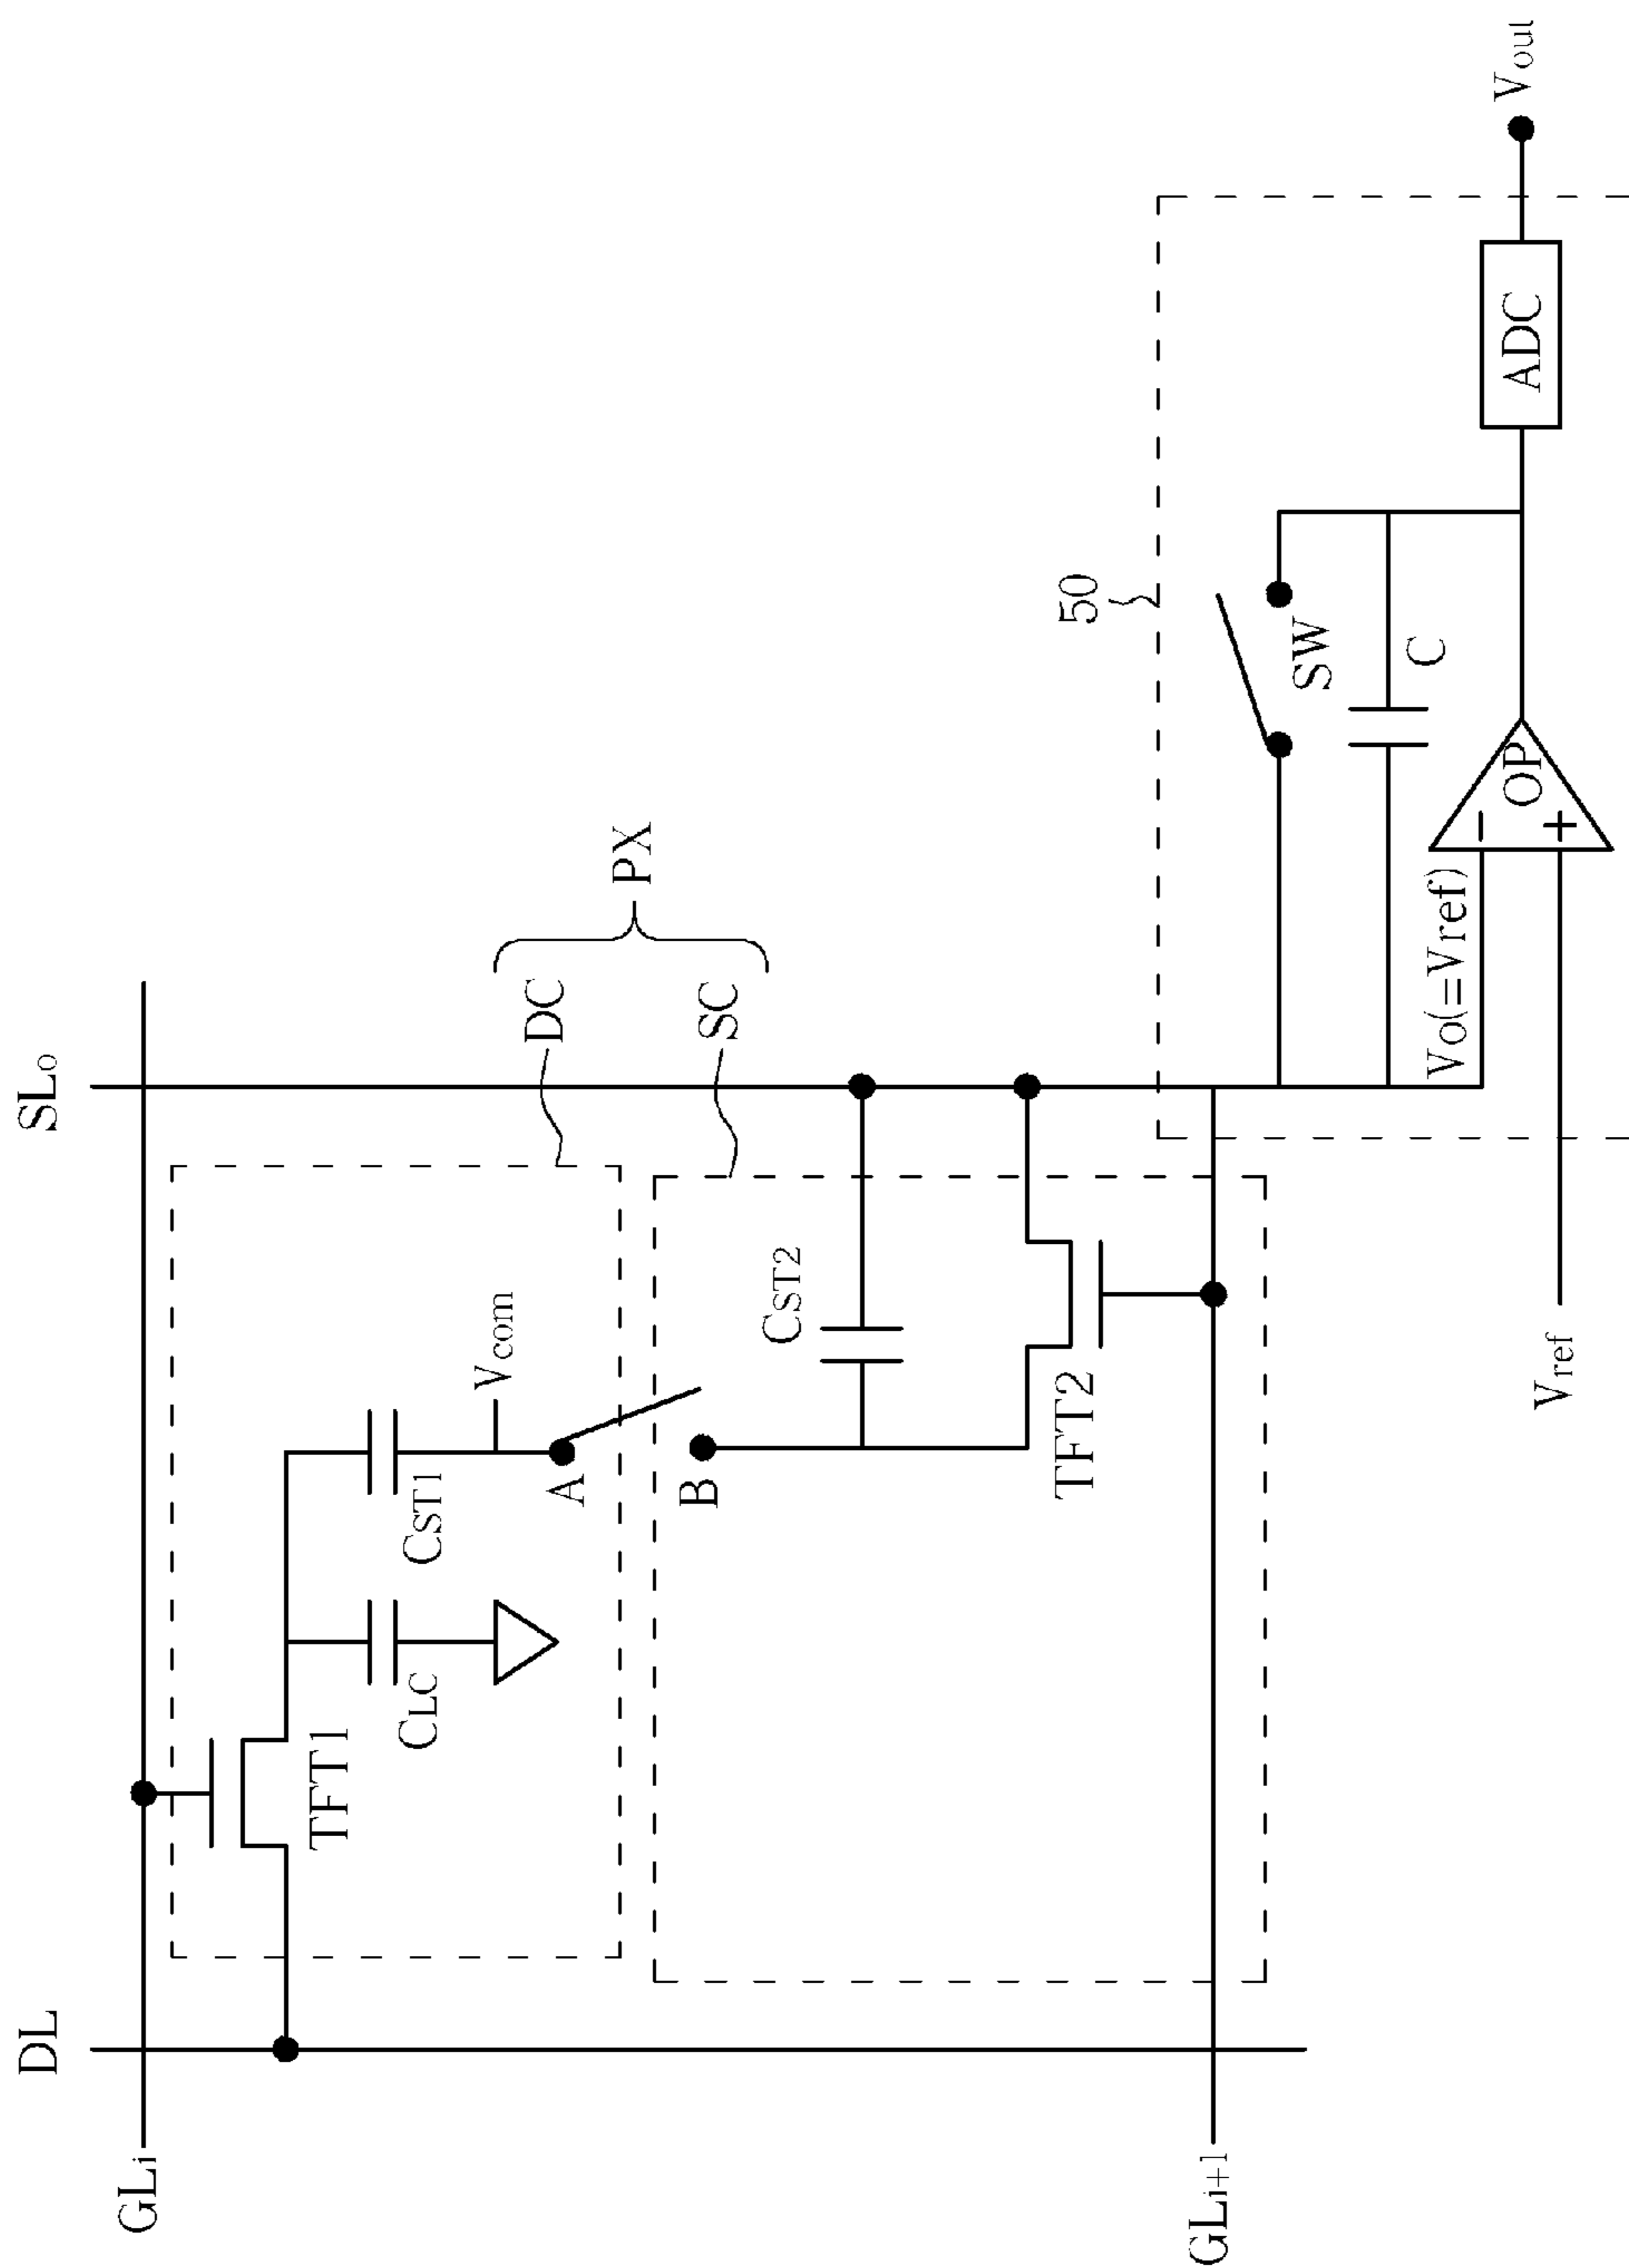 DL
SLo
GLi
TFT1
CLC
CST1
Vcom
A
DC
PX
SC
B
CST2
TFT2
GLi+1
50
SW
C
Vo(=Vref)
−
+
OP
ADC
Vout
Vref